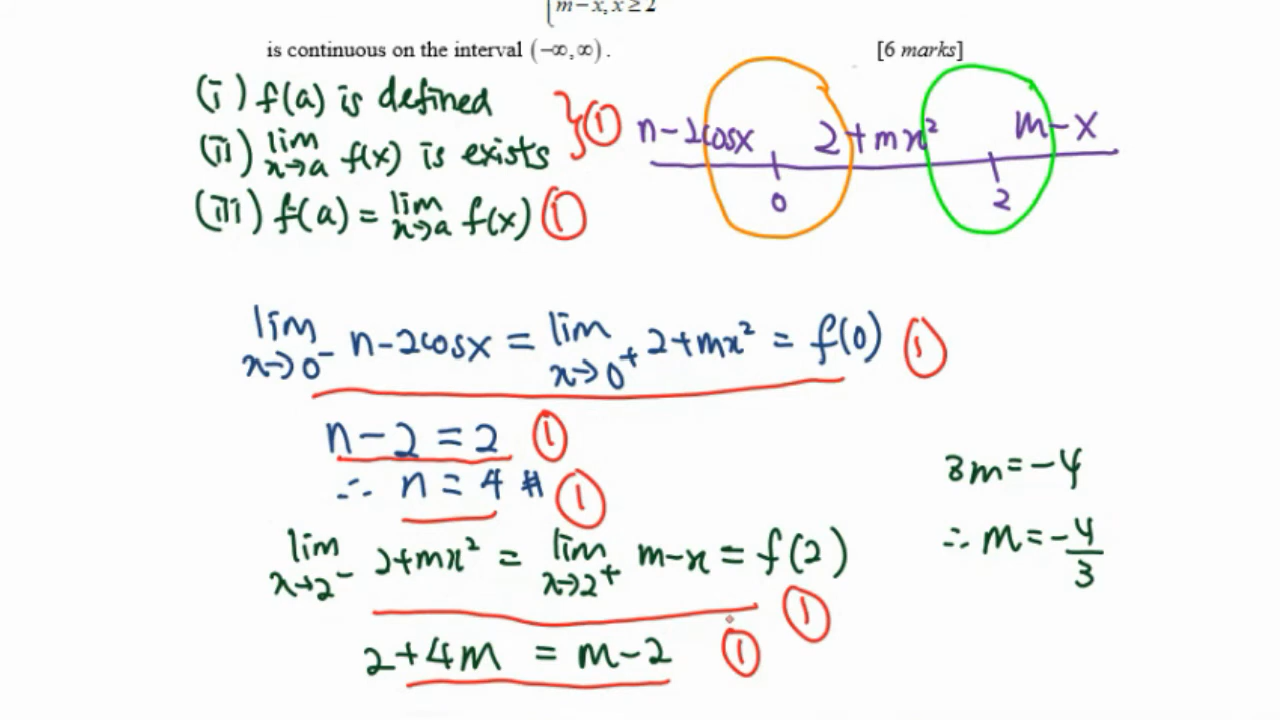 m−x, x ≥ 2
is continuous on the interval (−∞,∞). [6 marks]
(i) f(a) is defined
(ii) lim x→a f(x) is exists } ①
(iii) f(a) = lim x→a f(x) ①
n−2cosx 2+mx² m−x
0 2
lim x→0⁻ n−2cosx = lim x→0⁺ 2+mx² = f(0) ①
n−2 = 2 ①
∴ n = 4 # ①
lim x→2⁻ 2+mx² = lim x→2⁺ m−x = f(2) ①
2+4m = m−2 ①
3m = −4
∴ m = −4/3